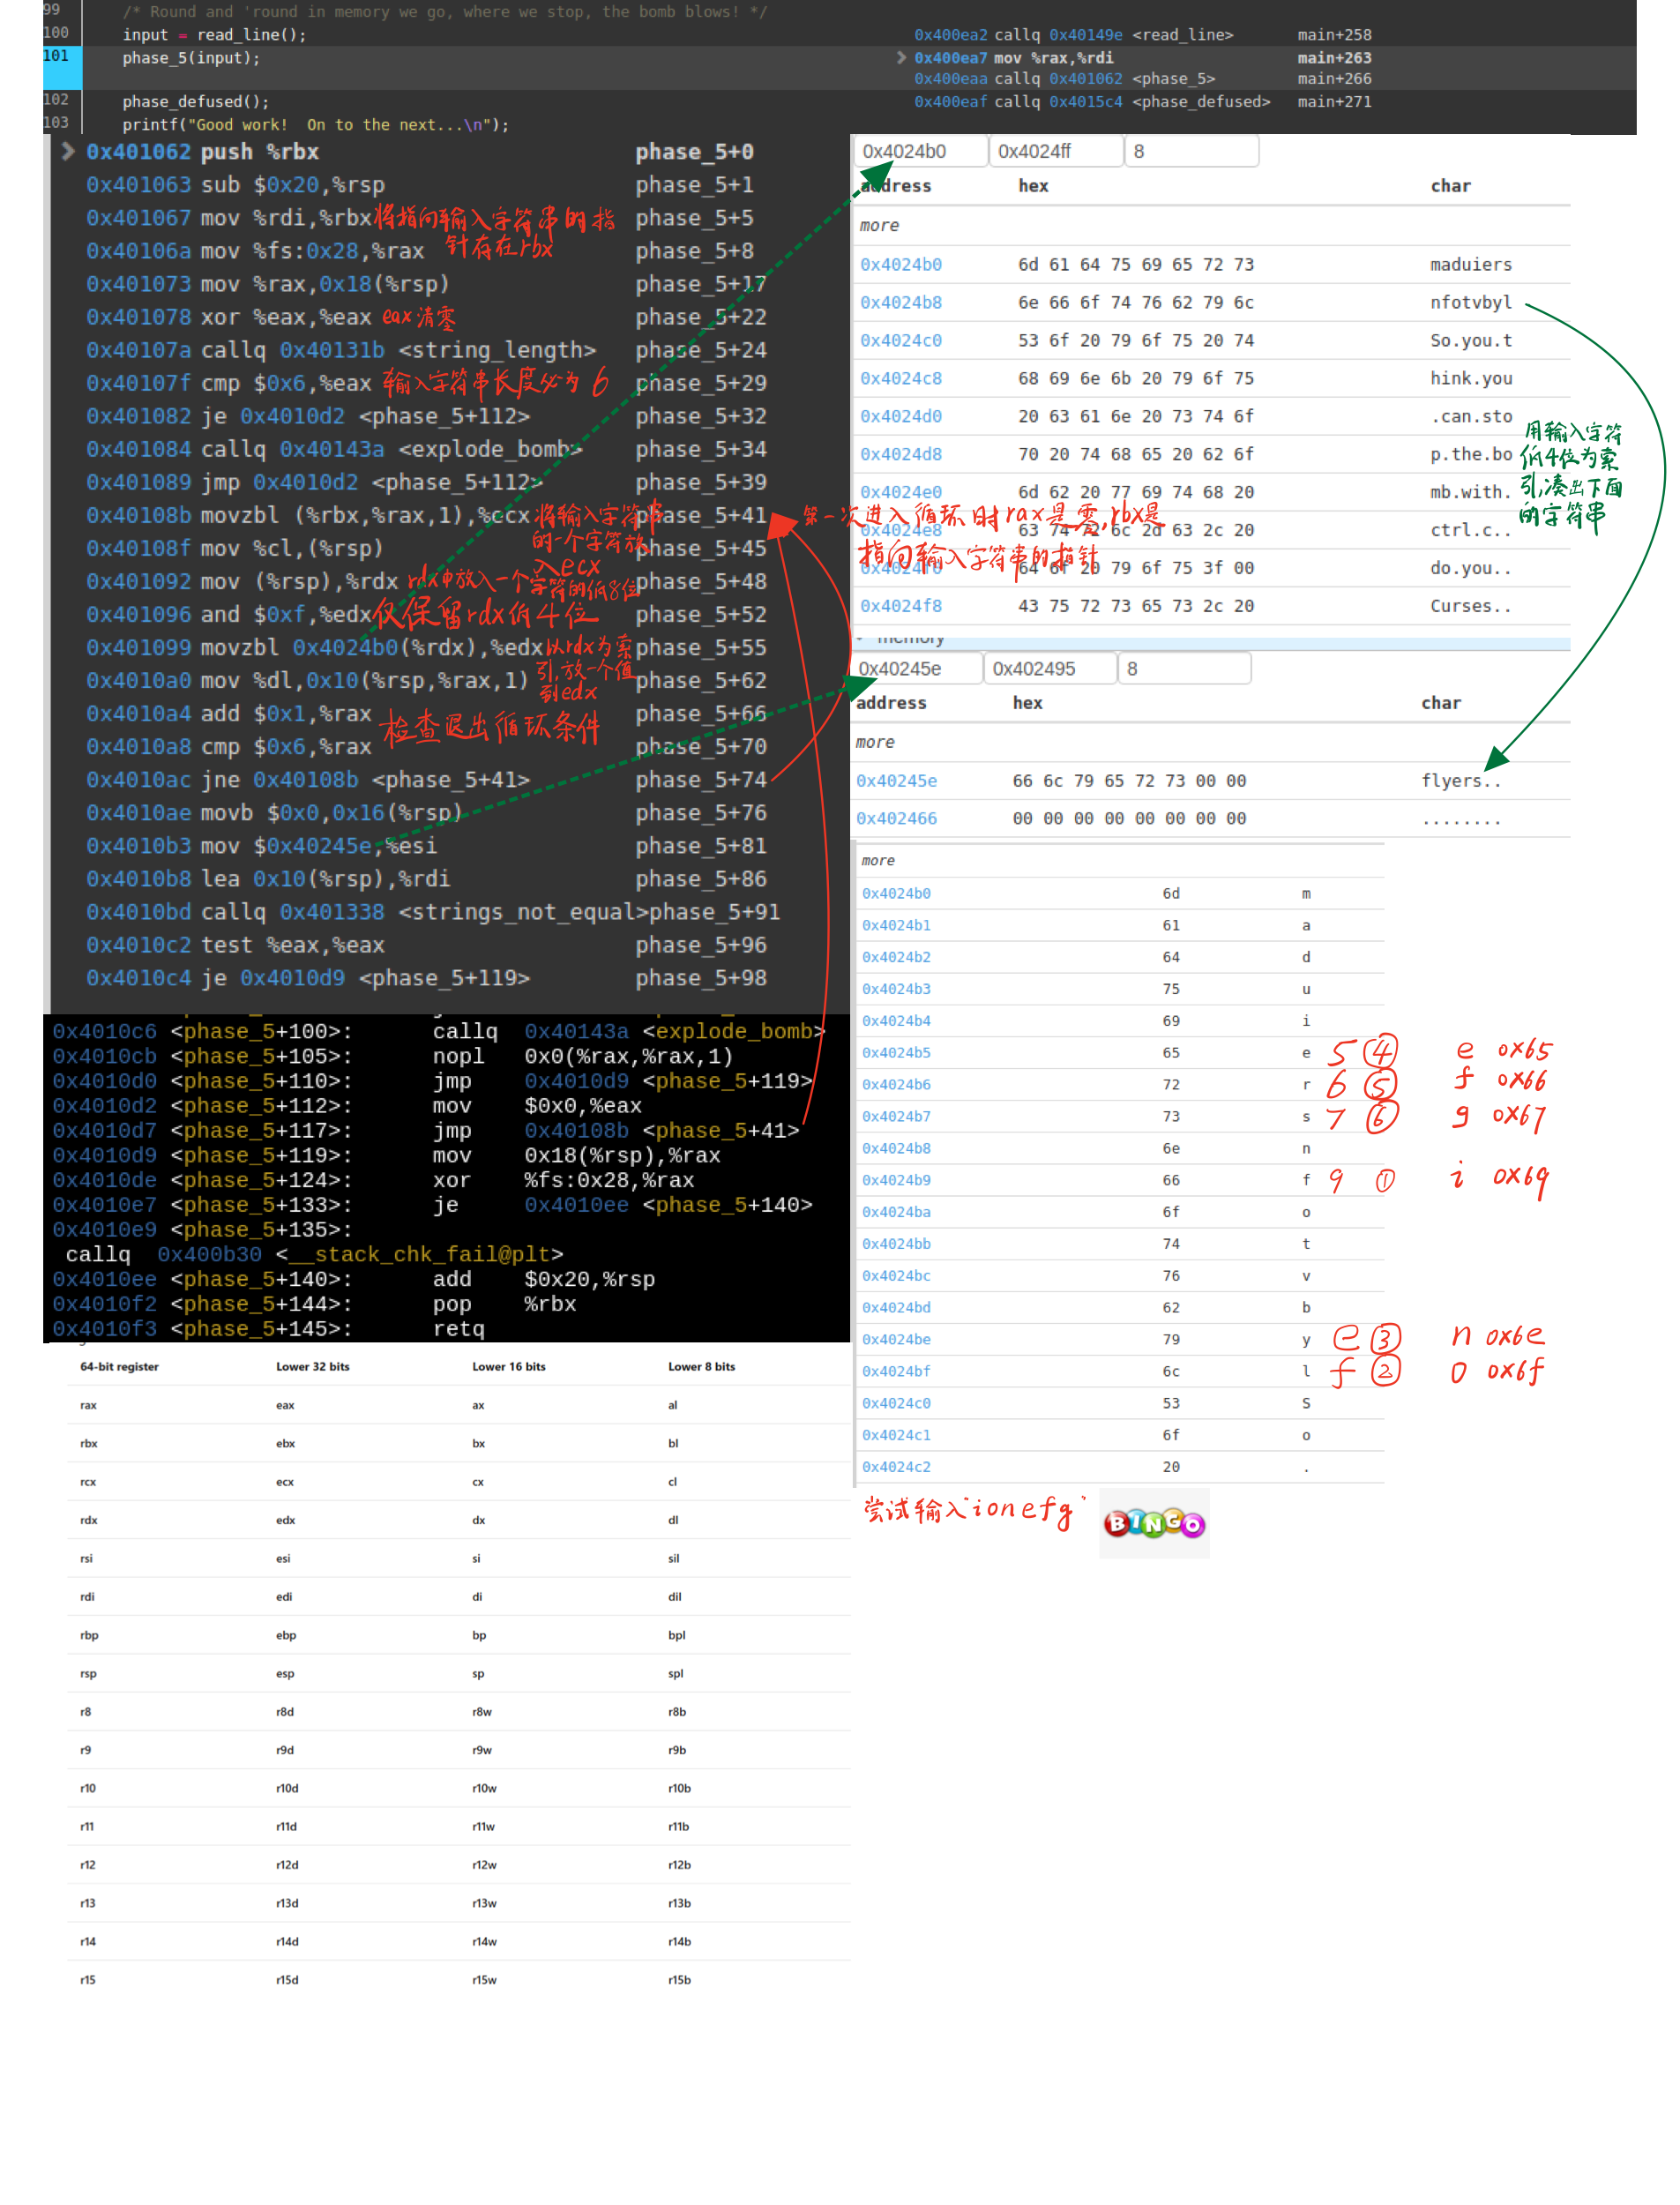 99 /* Round and 'round in memory we go, where we stop, the bomb blows! */
100 input = read_line();
101 phase_5(input);
102 phase_defused();
103 printf("Good work!  On to the next...\n");
0x400ea2 callq 0x40149e <read_line> main+258
0x400ea7 mov %rax,%rdi main+263
0x400eaa callq 0x401062 <phase_5> main+266
0x400eaf callq 0x4015c4 <phase_defused> main+271
0x401062 push %rbx phase_5+0
0x401063 sub $0x20,%rsp phase_5+1
0x401067 mov %rdi,%rbx 将指向输入字符串的指 phase_5+5
针存在rbx
0x40106a mov %fs:0x28,%rax phase_5+8
0x401073 mov %rax,0x18(%rsp) phase_5+17
0x401078 xor %eax,%eax eax清零 phase_5+22
0x40107a callq 0x40131b <string_length> phase_5+24
0x40107f cmp $0x6,%eax 输入字符串长度必为6 phase_5+29
0x401082 je 0x4010d2 <phase_5+112> phase_5+32
0x401084 callq 0x40143a <explode_bomb> phase_5+34
0x401089 jmp 0x4010d2 <phase_5+112> phase_5+39
0x40108b movzbl (%rbx,%rax,1),%ecx 将输入字符串 phase_5+41
的一个字符放
入ecx
0x40108f mov %cl,(%rsp) phase_5+45
0x401092 mov (%rsp),%rdx rdx中放入一个字符的低8位 phase_5+48
0x401096 and $0xf,%edx 仅保留rdx低4位 phase_5+52
0x401099 movzbl 0x4024b0(%rdx),%edx 以rdx为索 phase_5+55
引,放一个值
到edx
0x4010a0 mov %dl,0x10(%rsp,%rax,1) phase_5+62
0x4010a4 add $0x1,%rax phase_5+66
检查退出循环条件
0x4010a8 cmp $0x6,%rax phase_5+70
0x4010ac jne 0x40108b <phase_5+41> phase_5+74
0x4010ae movb $0x0,0x16(%rsp) phase_5+76
0x4010b3 mov $0x40245e,%esi phase_5+81
0x4010b8 lea 0x10(%rsp),%rdi phase_5+86
0x4010bd callq 0x401338 <strings_not_equal> phase_5+91
0x4010c2 test %eax,%eax phase_5+96
0x4010c4 je 0x4010d9 <phase_5+119> phase_5+98
0x4010c6 <phase_5+100>: callq 0x40143a <explode_bomb>
0x4010cb <phase_5+105>: nopl 0x0(%rax,%rax,1)
0x4010d0 <phase_5+110>: jmp 0x4010d9 <phase_5+119>
0x4010d2 <phase_5+112>: mov $0x0,%eax
0x4010d7 <phase_5+117>: jmp 0x40108b <phase_5+41>
0x4010d9 <phase_5+119>: mov 0x18(%rsp),%rax
0x4010de <phase_5+124>: xor %fs:0x28,%rax
0x4010e7 <phase_5+133>: je 0x4010ee <phase_5+140>
0x4010e9 <phase_5+135>:
callq 0x400b30 <__stack_chk_fail@plt>
0x4010ee <phase_5+140>: add $0x20,%rsp
0x4010f2 <phase_5+144>: pop %rbx
0x4010f3 <phase_5+145>: retq
0x4024b0 0x4024ff 8
address hex char
more
0x4024b0 6d 61 64 75 69 65 72 73 maduiers
0x4024b8 6e 66 6f 74 76 62 79 6c nfotvbyl
0x4024c0 53 6f 20 79 6f 75 20 74 So.you.t
0x4024c8 68 69 6e 6b 20 79 6f 75 hink.you
0x4024d0 20 63 61 6e 20 73 74 6f .can.sto
0x4024d8 70 20 74 68 65 20 62 6f p.the.bo
0x4024e0 6d 62 20 77 69 74 68 20 mb.with.
0x4024e8 63 74 72 6c 2d 63 2c 20 ctrl.c..
0x4024f0 64 6f 20 79 6f 75 3f 00 do.you..
0x4024f8 43 75 72 73 65 73 2c 20 Curses..
第一次进入循环时rax是零,rbx是
指向输入字符串的指针
用输入字符
低4位为索
引,凑出下面
的字符串
memory
0x40245e 0x402495 8
address hex char
more
0x40245e 66 6c 79 65 72 73 00 00 flyers..
0x402466 00 00 00 00 00 00 00 00 ........
more
0x4024b0 6d m
0x4024b1 61 a
0x4024b2 64 d
0x4024b3 75 u
0x4024b4 69 i
0x4024b5 65 e 5 ④ e 0x65
0x4024b6 72 r 6 ⑤ f 0x66
0x4024b7 73 s 7 ⑥ g 0x67
0x4024b8 6e n
0x4024b9 66 f 9 ① i 0x69
0x4024ba 6f o
0x4024bb 74 t
0x4024bc 76 v
0x4024bd 62 b
0x4024be 79 y e ③ n 0x6e
0x4024bf 6c l f ② o 0x6f
0x4024c0 53 S
0x4024c1 6f o
0x4024c2 20 .
尝试输入'ionefg'
BINGO
64-bit register Lower 32 bits Lower 16 bits Lower 8 bits
rax eax ax al
rbx ebx bx bl
rcx ecx cx cl
rdx edx dx dl
rsi esi si sil
rdi edi di dil
rbp ebp bp bpl
rsp esp sp spl
r8 r8d r8w r8b
r9 r9d r9w r9b
r10 r10d r10w r10b
r11 r11d r11w r11b
r12 r12d r12w r12b
r13 r13d r13w r13b
r14 r14d r14w r14b
r15 r15d r15w r15b